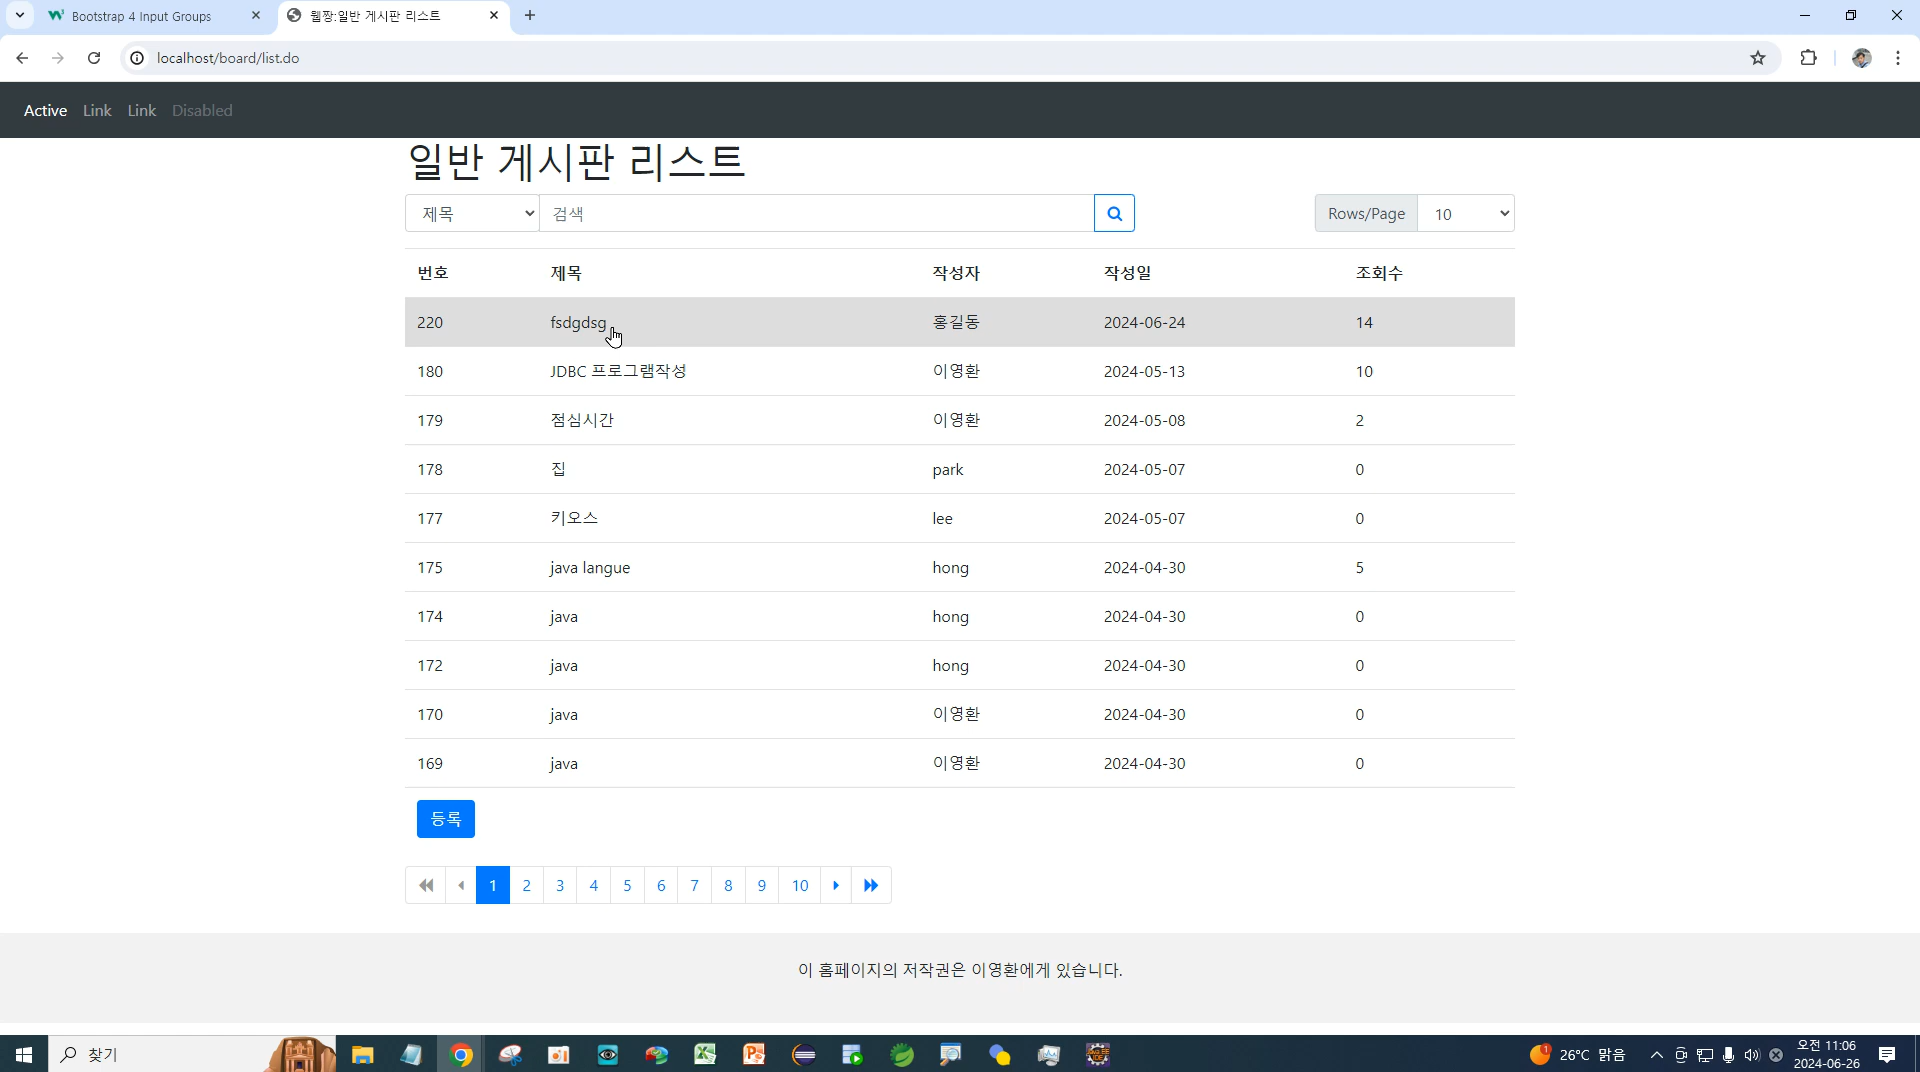 Bootstrap 4 Input Groups
웹짱:일반 게시판 리스트
localhost/board/list.do
Active Link Link Disabled
일반 게시판 리스트
제목 검색 Rows/Page 10
번호 제목 작성자 작성일 조회수
220 fsdgdsg 홍길동 2024-06-24 14
180 JDBC 프로그램작성 이영환 2024-05-13 10
179 점심시간 이영환 2024-05-08 2
178 집 park 2024-05-07 0
177 키오스 lee 2024-05-07 0
175 java langue hong 2024-04-30 5
174 java hong 2024-04-30 0
172 java hong 2024-04-30 0
170 java 이영환 2024-04-30 0
169 java 이영환 2024-04-30 0
등록
1 2 3 4 5 6 7 8 9 10
이 홈페이지의 저작권은 이영환에게 있습니다.
찾기
26°C 맑음
오전 11:06
2024-06-26